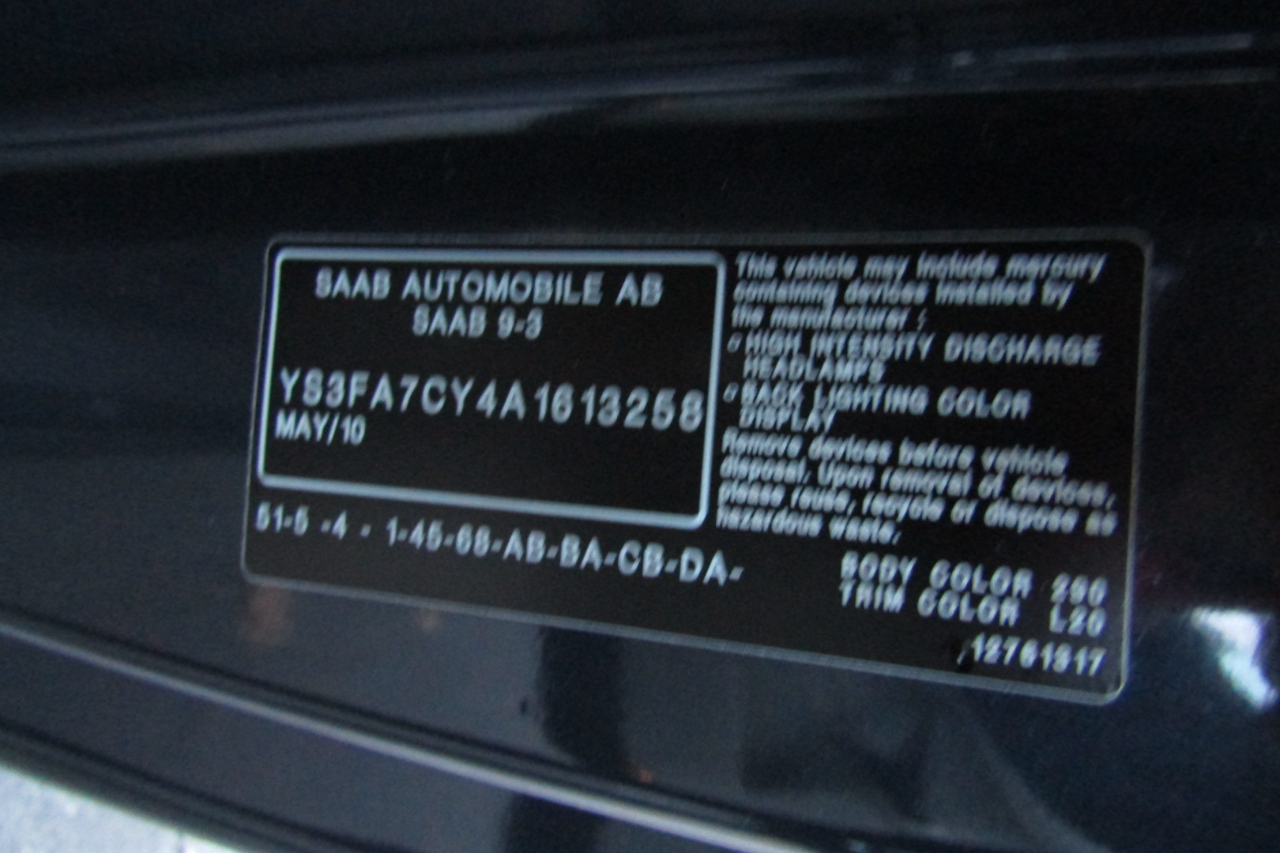 SAAB AUTOMOBILE AB
SAAB 9-3
YS3FA7CY4A1613258
MAY/10
51-5 -4 - 1-45-68-AB-BA-CB-DA-
This vehicle may include mercury
containing devices installed by
the manufacturer :
HIGH INTENSITY DISCHARGE
HEADLAMPS
BACK LIGHTING COLOR
DISPLAY
Remove devices before vehicle
disposal. Upon removal of devices,
please reuse, recycle or dispose as
hazardous waste.
BODY COLOR 290
TRIM COLOR L20
12761317